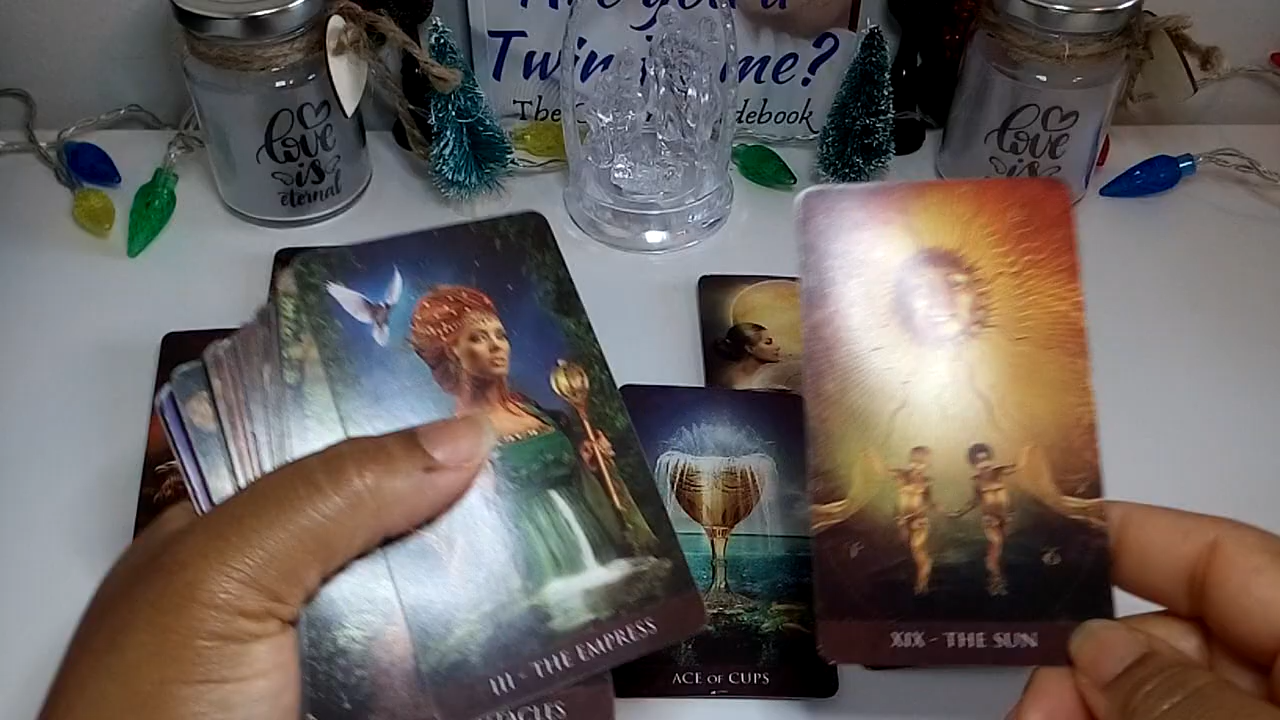 Are you a
Twin me?
The debook
love
is
eternal
love
is
III - THE EMPRESS
ACE OF CUPS
XIX - THE SUN